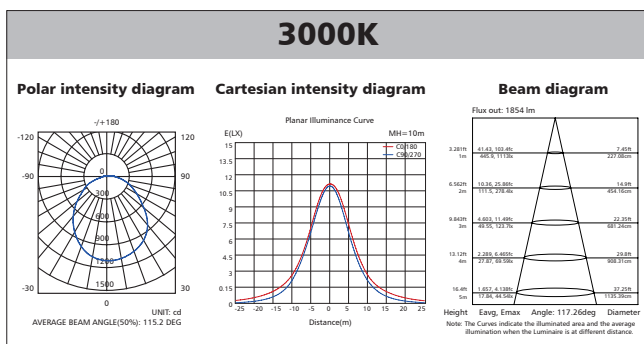 3000K
Polar intensity diagram
Cartesian intensity diagram
Beam diagram
-/+180
-120
120
-90
90
-30
30
0
300
600
900
1200
1500
0
UNIT: cd
AVERAGE BEAM ANGLE(50%): 115.2 DEG
Planar Illuminance Curve
E(LX)
MH=10m
C0/180
C90/270
15
13.5
12
10.5
9
7.5
6.5
4.5
3
0.15
0
-25 -20 -15 -10 -5 0 5 10 15 20 25
Distance(m)
Flux out: 1854 lm
3.281ft 41.43, 103.4fc 7.45ft
1m 445.9, 1113lx 227.08cm
6.562ft 10.36, 25.86fc 14.9ft
2m 111.5, 278.4lx 454.16cm
9.843ft 4.603, 11.49fc 22.35ft
3m 49.55, 123.7lx 681.24cm
13.12ft 2.289, 6.465fc 29.8ft
4m 27.87, 69.59lx 908.31cm
16.4ft 1.657, 4.138fc 37.25ft
5m 17.84, 44.54lx 1135.39cm
Height Eavg, Emax Angle: 117.26deg Diameter
Note: The Curves indicate the illuminated area and the average
illumination when the Luminaire is at different distance.